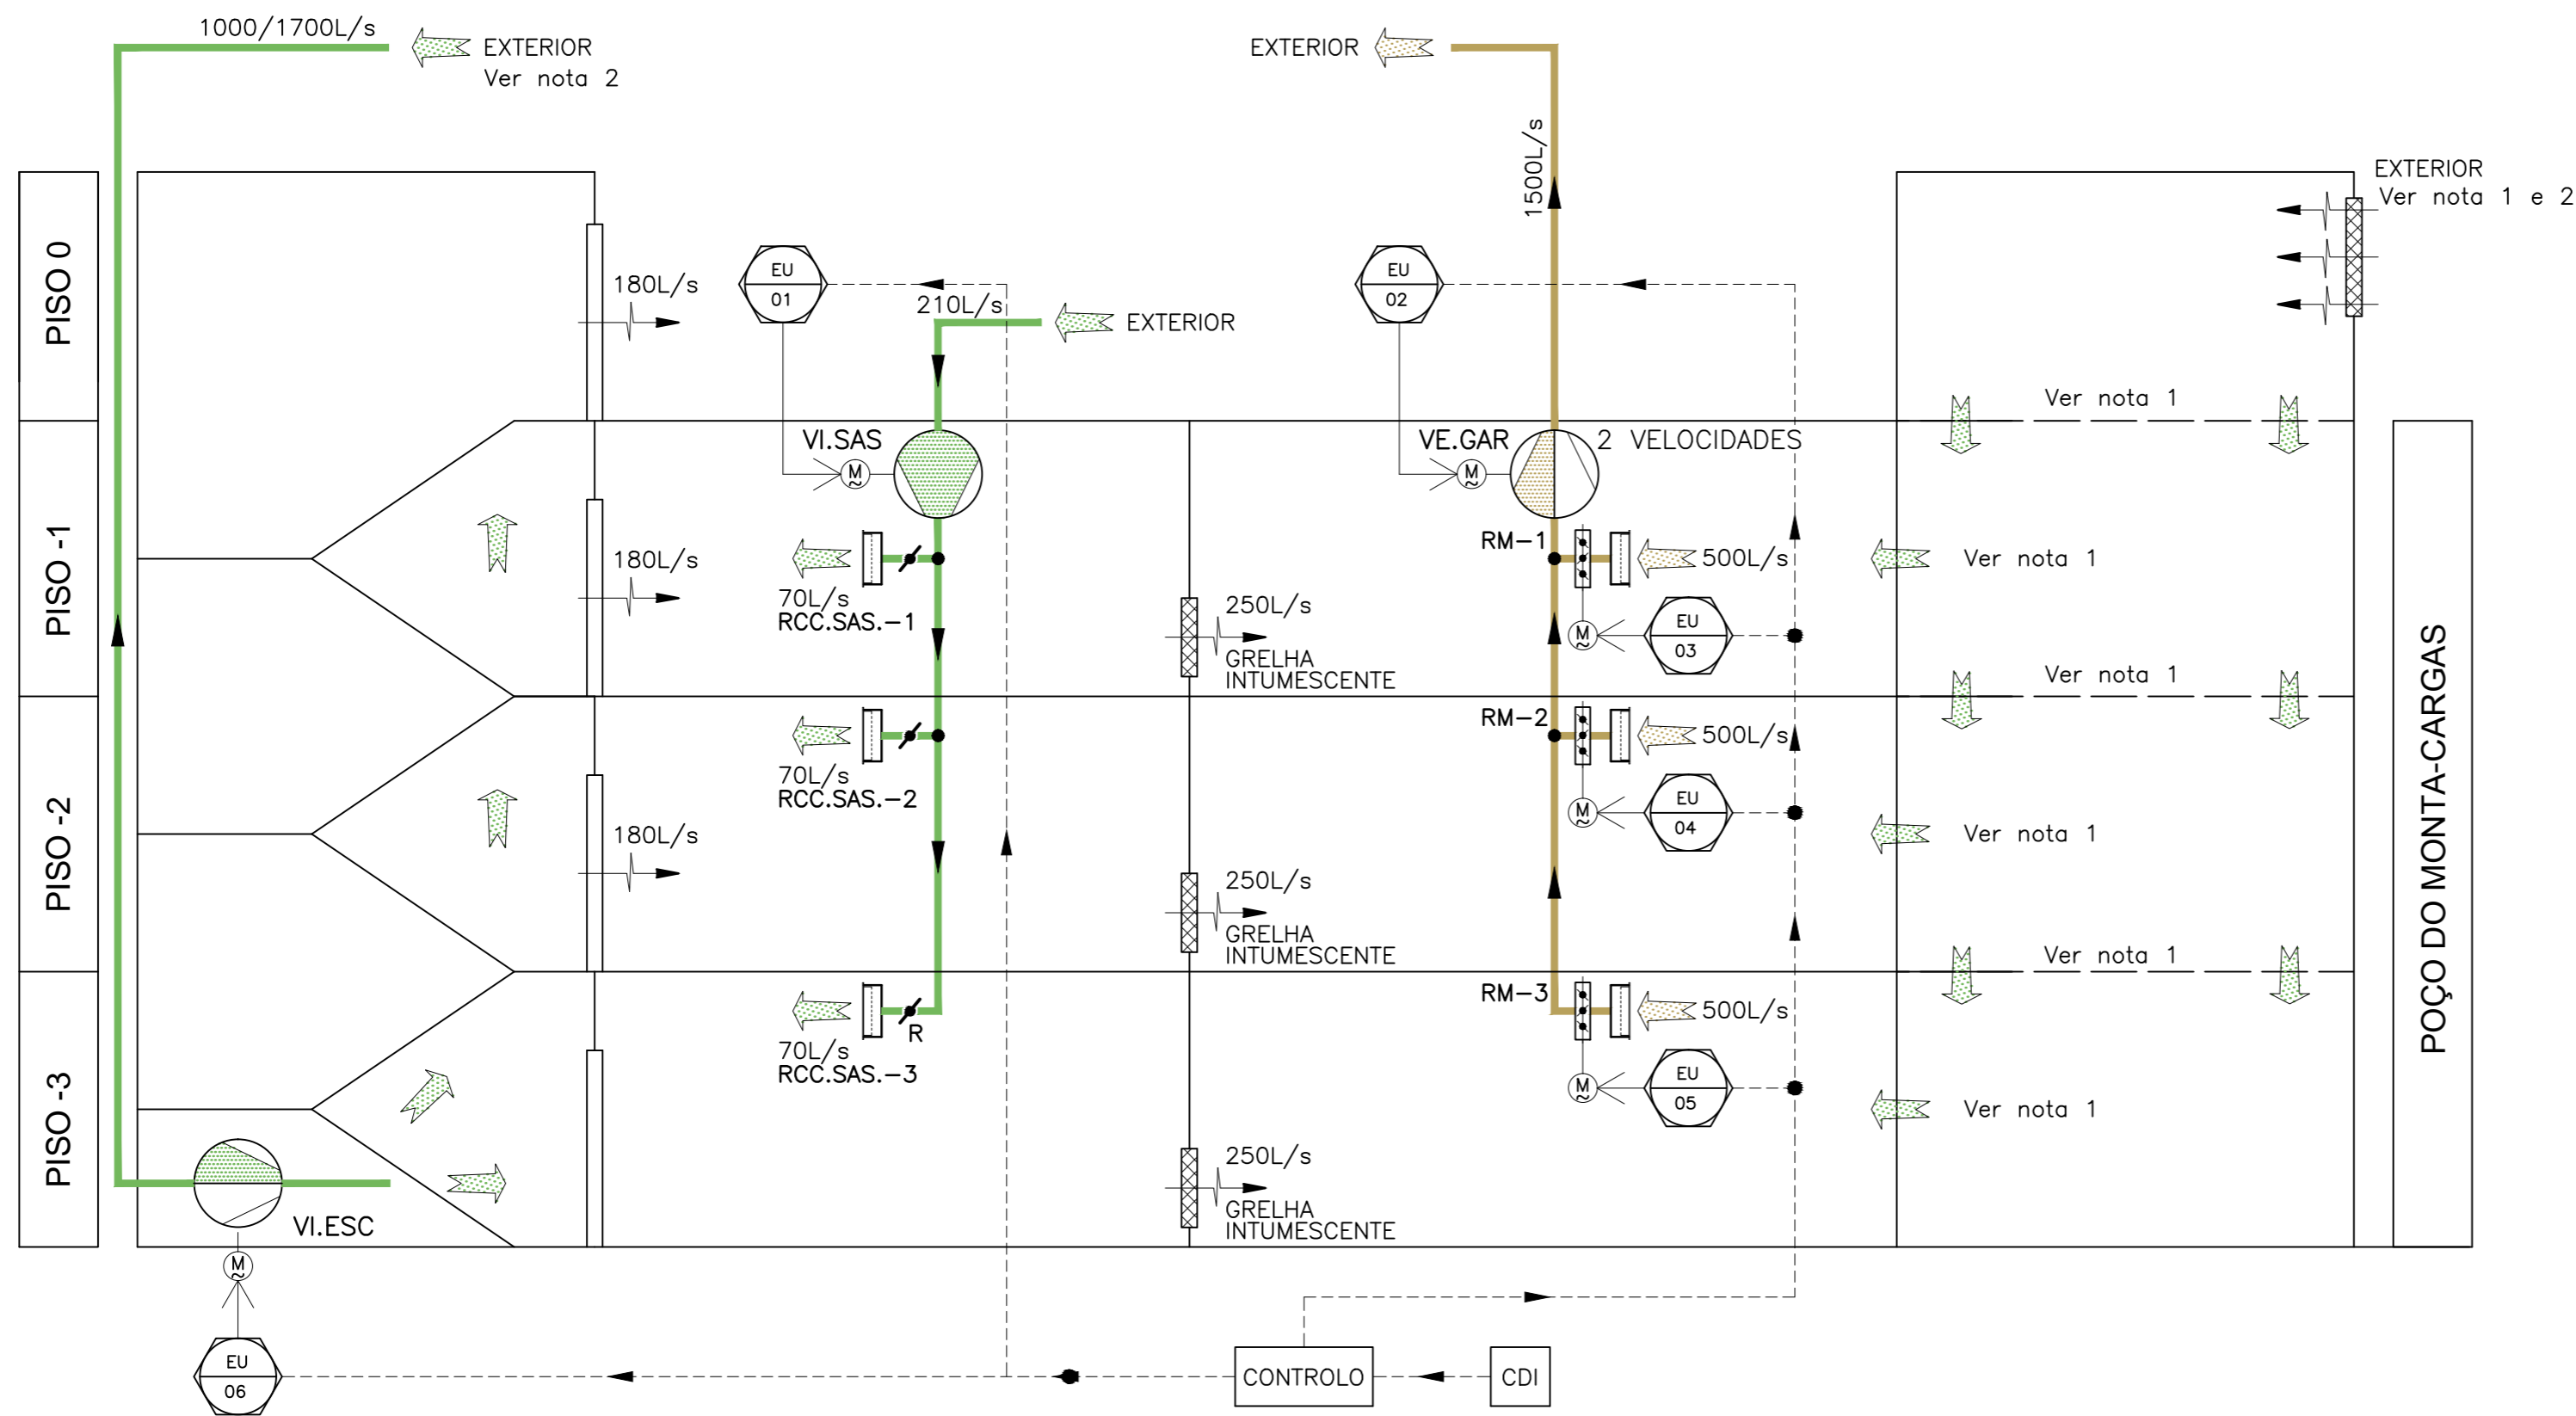 1000/1700L/s
EXTERIOR
Ver nota 2
EXTERIOR
1500L/s
EXTERIOR
Ver nota 1 e 2
PISO 0
180L/s
EU
01
210L/s
EXTERIOR
EU
02
Ver nota 1
PISO -1
VI.SAS
M
VE.GAR
M
2 VELOCIDADES
180L/s
70L/s
RCC.SAS.-1
250L/s
GRELHA
INTUMESCENTE
RM-1
500L/s
M
EU
03
Ver nota 1
Ver nota 1
PISO -2
180L/s
70L/s
RCC.SAS.-2
250L/s
GRELHA
INTUMESCENTE
RM-2
500L/s
M
EU
04
Ver nota 1
Ver nota 1
POÇO DO MONTA-CARGAS
PISO -3
R
70L/s
RCC.SAS.-3
250L/s
GRELHA
INTUMESCENTE
RM-3
500L/s
M
EU
05
Ver nota 1
VI.ESC
M
EU
06
CONTROLO
CDI